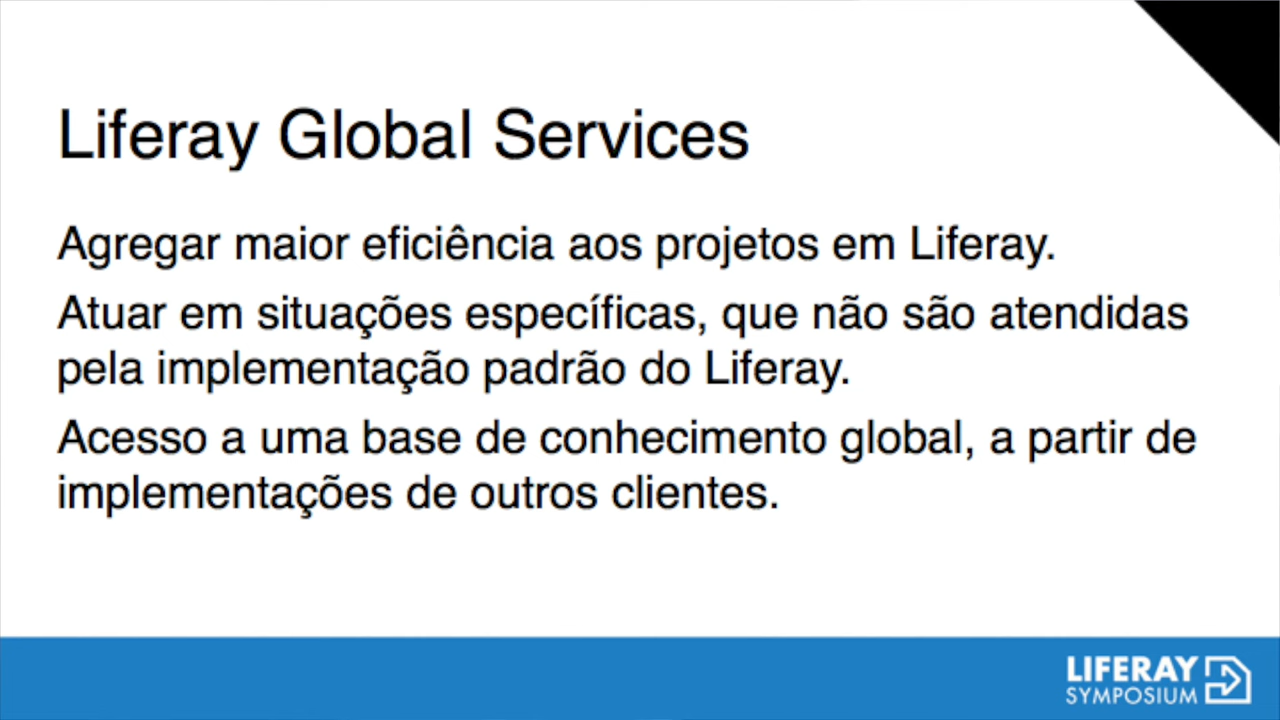 Liferay Global Services
Agregar maior eficiência aos projetos em Liferay.
Atuar em situações específicas, que não são atendidas
pela implementação padrão do Liferay.
Acesso a uma base de conhecimento global, a partir de
implementações de outros clientes.
LIFERAY
SYMPOSIUM